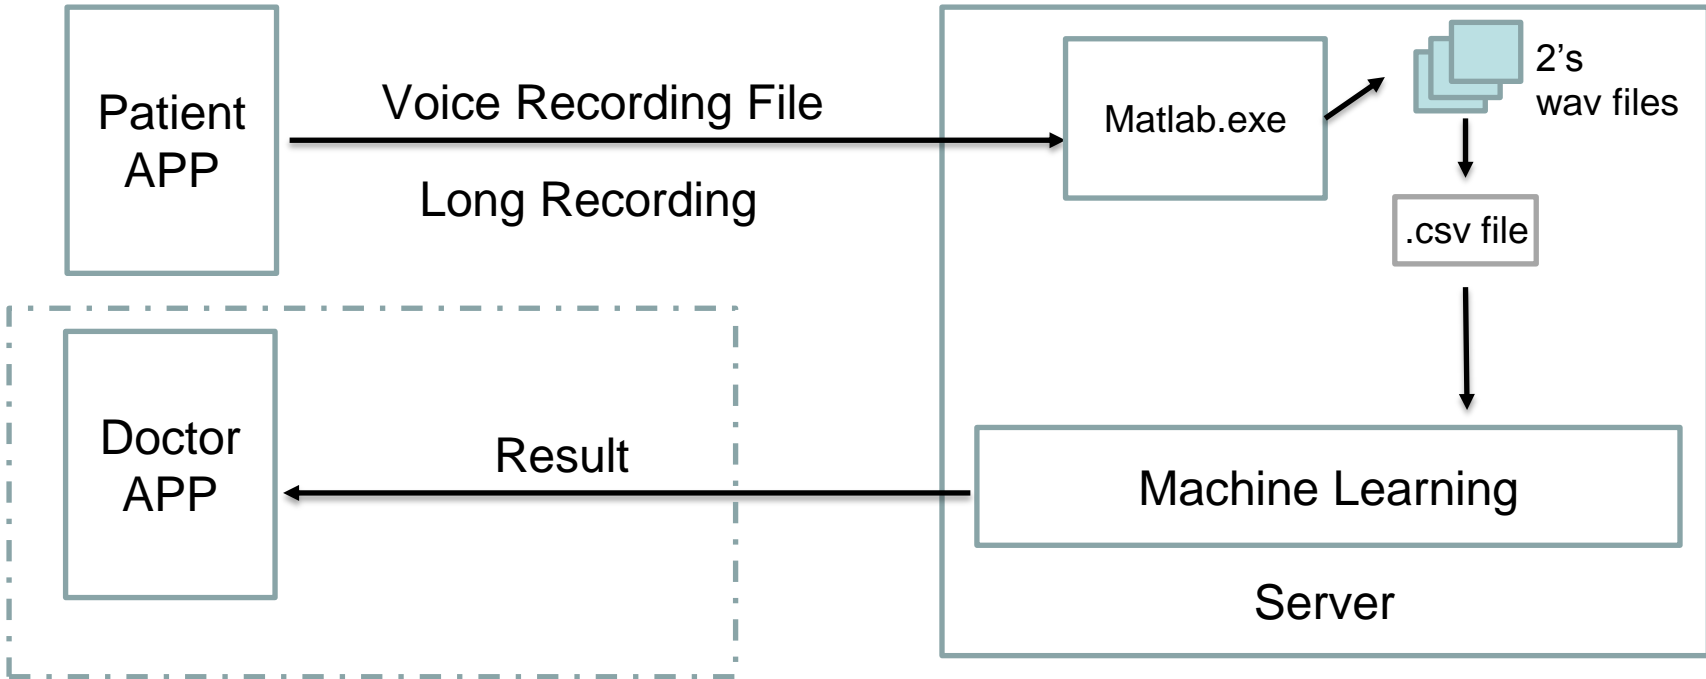 Patient
APP
Voice Recording File
Long Recording
Matlab.exe
2's
wav files
.csv file
Doctor
APP
Result
Machine Learning
Server